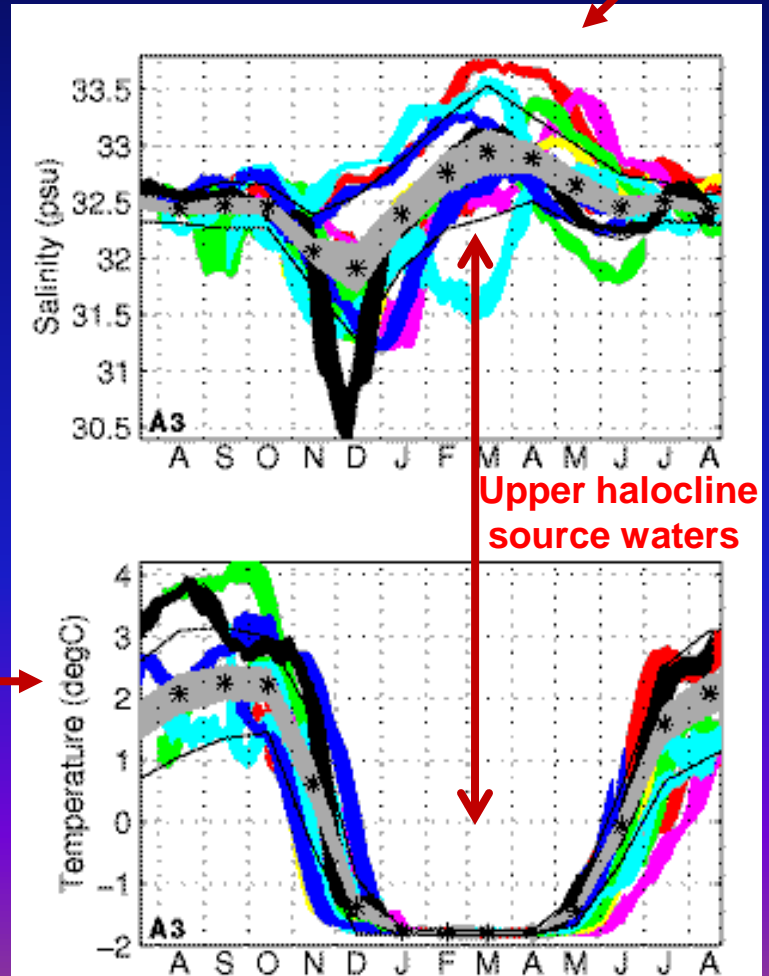 Salinity (psu)
33.5
33
32.5
32
31.5
31
30.5
A3
A S O N D J F M A M J J A
Upper halocline
source waters
Temperature (degC)
4
3
2
1
0
-1
-2
A3
A S O N D J F M A M J J A